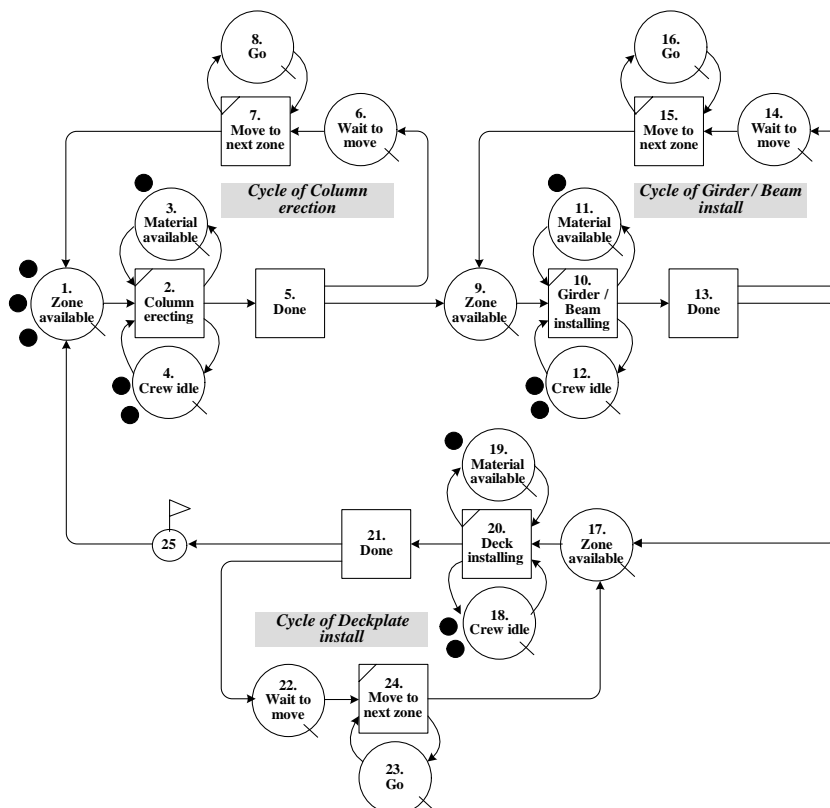 8.
Go
16.
Go
7.
Move to
next zone
6.
Wait to
move
15.
Move to
next zone
14.
Wait to
move
Cycle of Column
erection
Cycle of Girder / Beam
install
3.
Material
available
11.
Material
available
1.
Zone
available
2.
Column
erecting
5.
Done
9.
Zone
available
10.
Girder /
Beam
installing
13.
Done
4.
Crew idle
12.
Crew idle
19.
Material
available
25
21.
Done
20.
Deck
installing
17.
Zone
available
Cycle of Deckplate
install
18.
Crew idle
22.
Wait to
move
24.
Move to
next zone
23.
Go